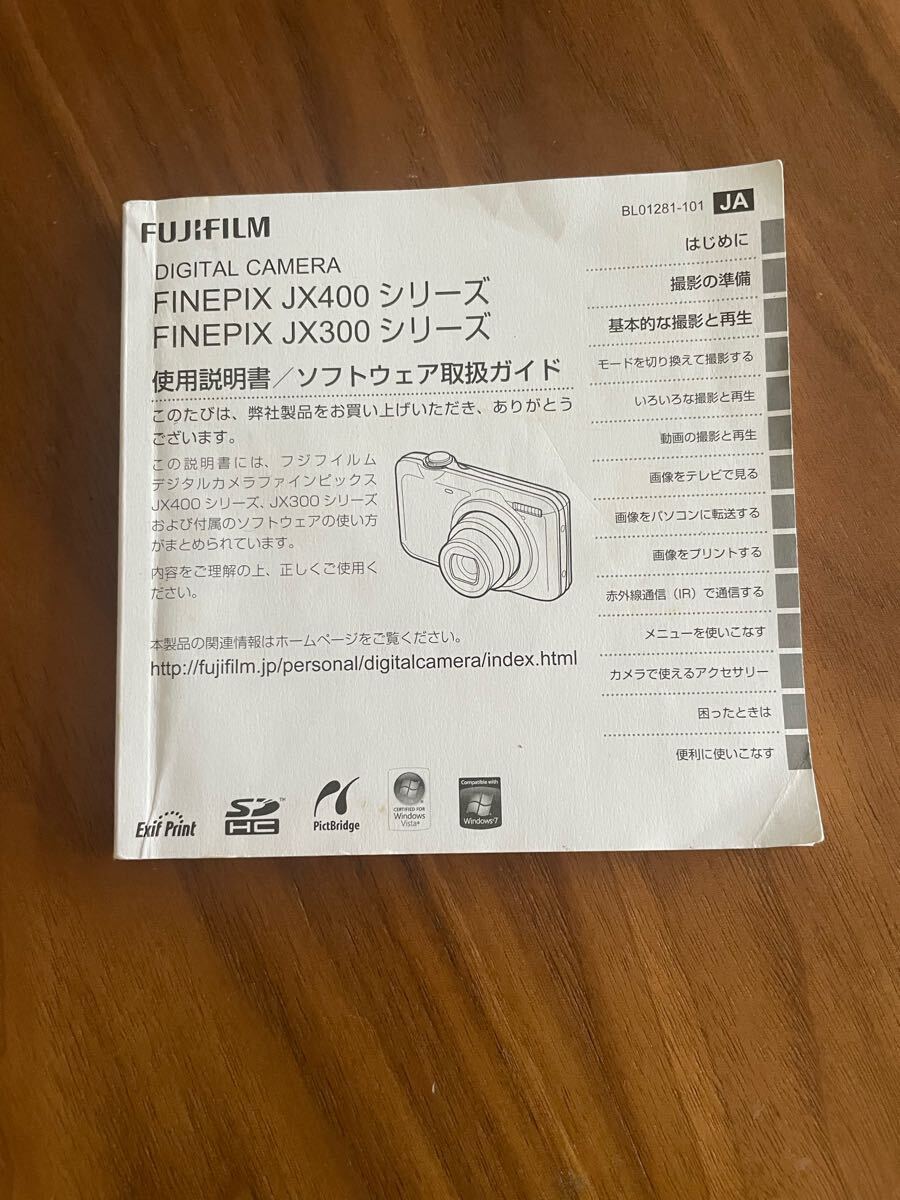 FUJIFILM
BL01281-101 JA
DIGITAL CAMERA
FINEPIX JX400 シリーズ
FINEPIX JX300 シリーズ
使用説明書／ソフトウェア取扱ガイド
このたびは、弊社製品をお買い上げいただき、ありがとう
ございます。
この説明書には、フジフイルム
デジタルカメラファインピックス
JX400 シリーズ、JX300 シリーズ
および付属のソフトウェアの使い方
がまとめられています。
内容をご理解の上、正しくご使用く
ださい。
本製品の関連情報はホームページをご覧ください。
http://fujifilm.jp/personal/digitalcamera/index.html
はじめに
撮影の準備
基本的な撮影と再生
モードを切り換えて撮影する
いろいろな撮影と再生
動画の撮影と再生
画像をテレビで見る
画像をパソコンに転送する
画像をプリントする
赤外線通信（IR）で通信する
メニューを使いこなす
カメラで使えるアクセサリー
困ったときは
便利に使いこなす
Exif Print
SD HC ™
PictBridge
CERTIFIED FOR
Windows
Vista
Compatible with
Windows 7